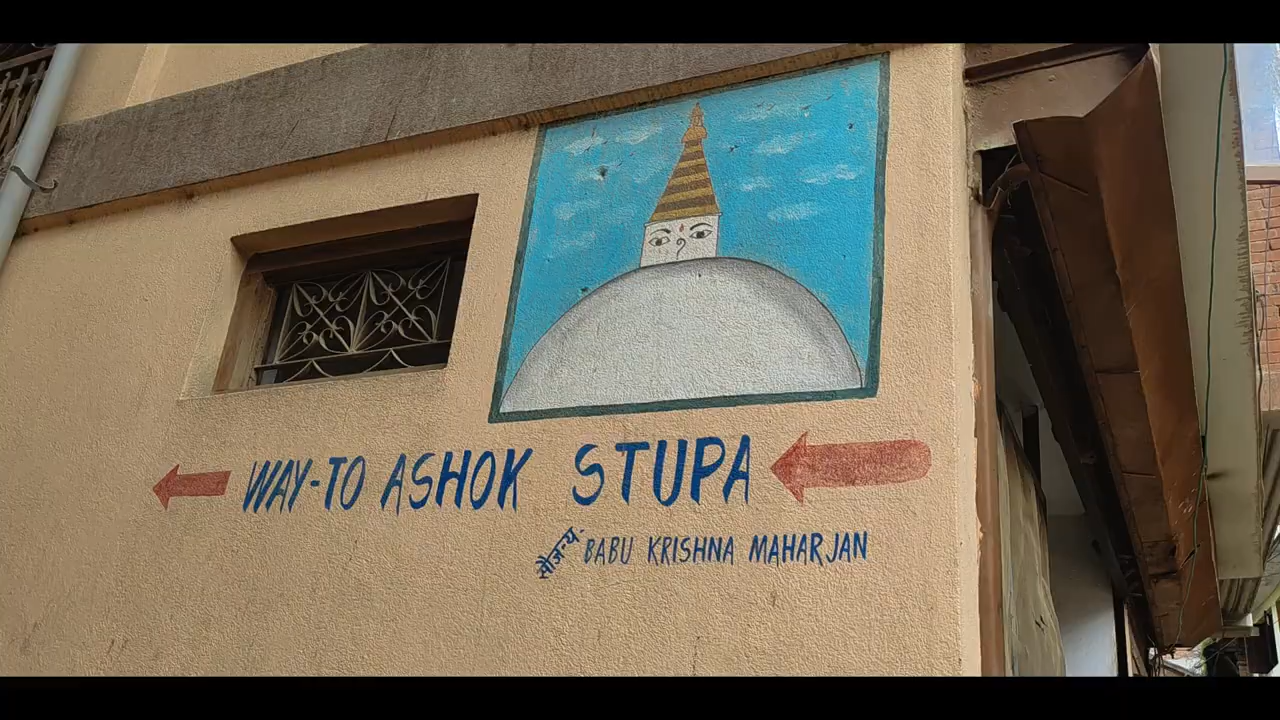 WAY-TO ASHOK STUPA
सौजन्य: BABU KRISHNA MAHARJAN